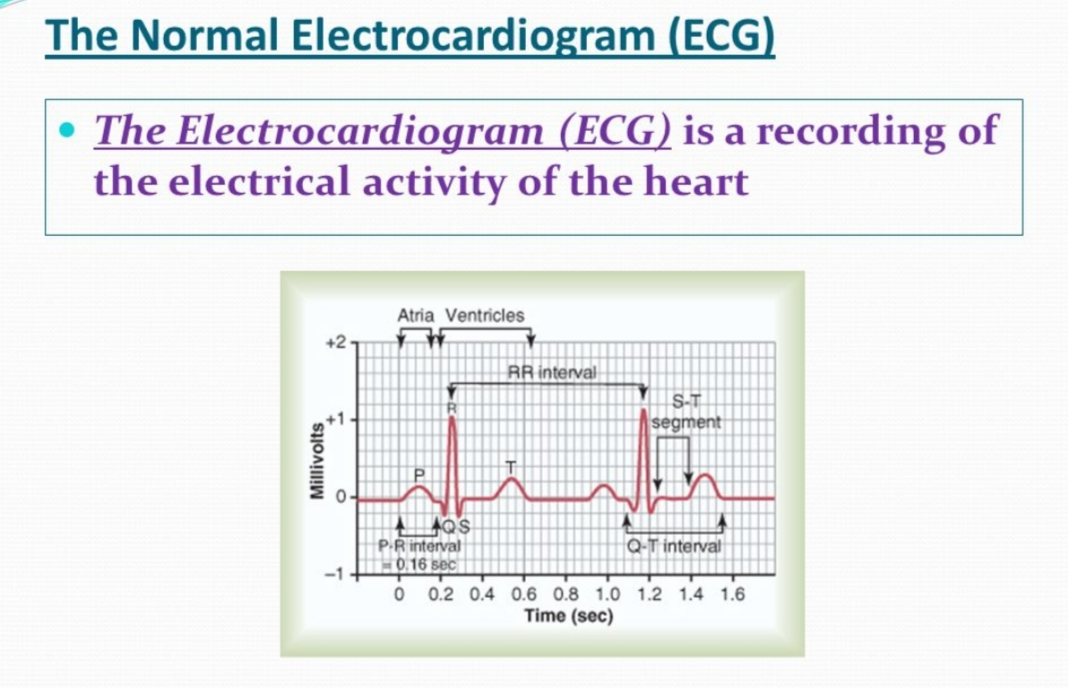 The Normal Electrocardiogram (ECG)
• The Electrocardiogram (ECG) is a recording of
the electrical activity of the heart
Atria Ventricles
+2
RR interval
R
S-T
segment
+1
Millivolts
P
T
0
Q S
P-R interval
= 0.16 sec
Q-T interval
−1
0 0.2 0.4 0.6 0.8 1.0 1.2 1.4 1.6
Time (sec)